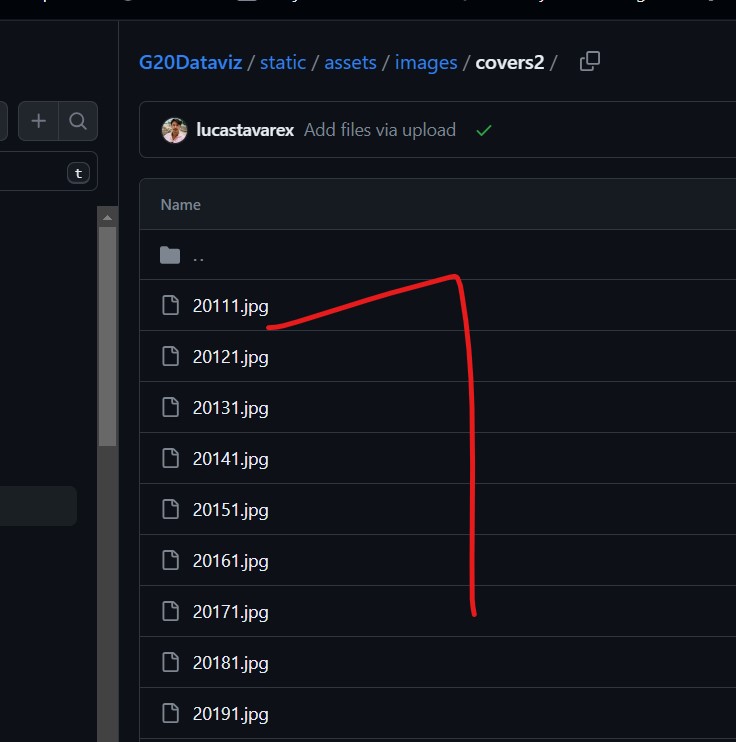 G20Dataviz / static / assets / images / covers2 /
lucastavarex Add files via upload
t
Name
..
20111.jpg
20121.jpg
20131.jpg
20141.jpg
20151.jpg
20161.jpg
20171.jpg
20181.jpg
20191.jpg